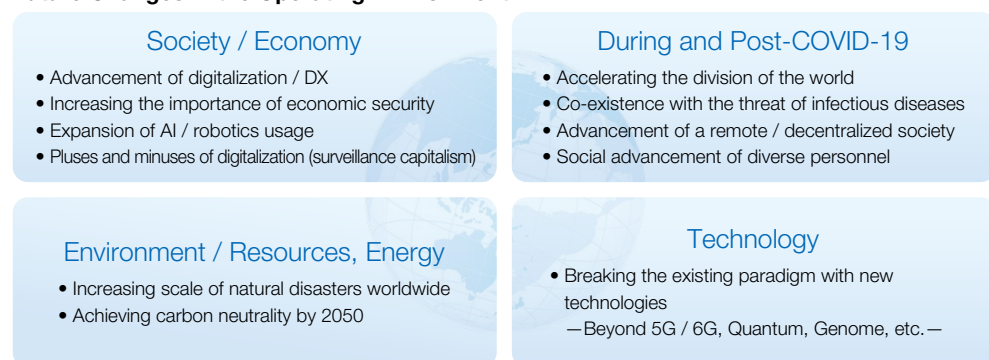 Society / Economy
• Advancement of digitalization / DX
• Increasing the importance of economic security
• Expansion of AI / robotics usage
• Pluses and minuses of digitalization (surveillance capitalism)
During and Post-COVID-19
• Accelerating the division of the world
• Co-existence with the threat of infectious diseases
• Advancement of a remote / decentralized society
• Social advancement of diverse personnel
Environment / Resources, Energy
• Increasing scale of natural disasters worldwide
• Achieving carbon neutrality by 2050
Technology
• Breaking the existing paradigm with new
technologies
—Beyond 5G / 6G, Quantum, Genome, etc.—